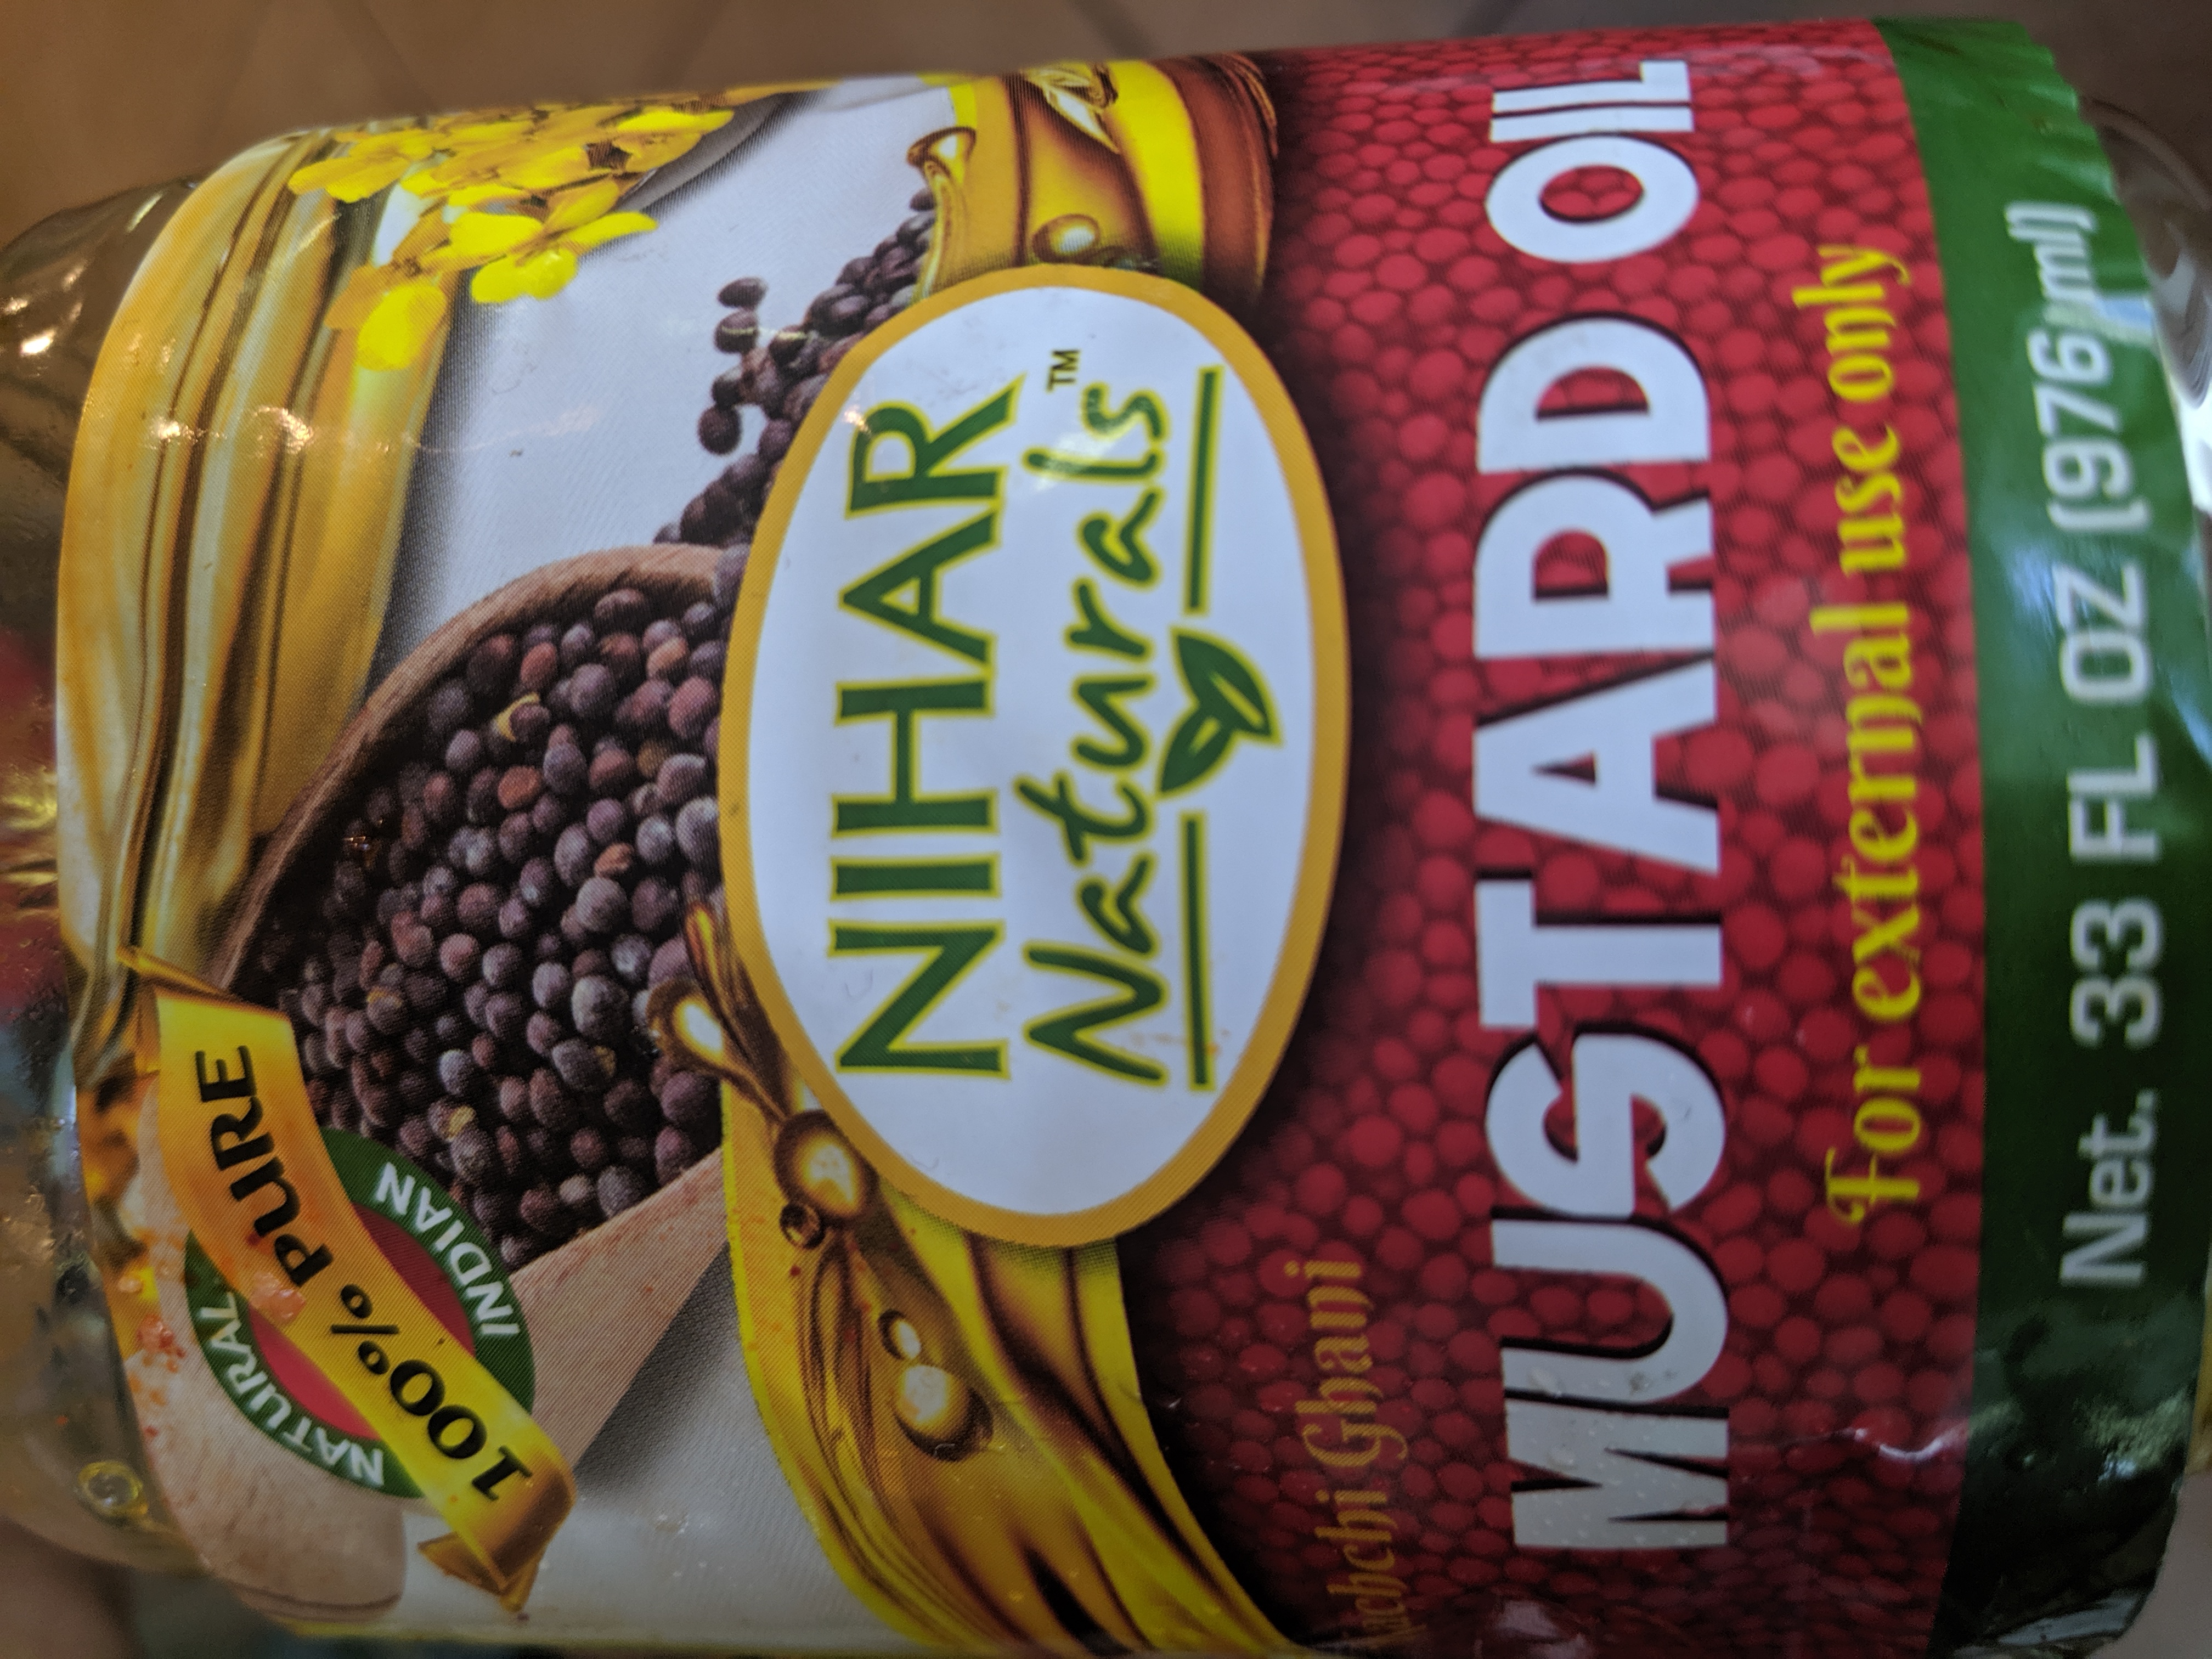 NATURAL
100% PURE
INDIAN
NIHAR
Naturals™
Ghani
MUSTARD OIL
For external use only
Net. 33 FL OZ (976 ml)